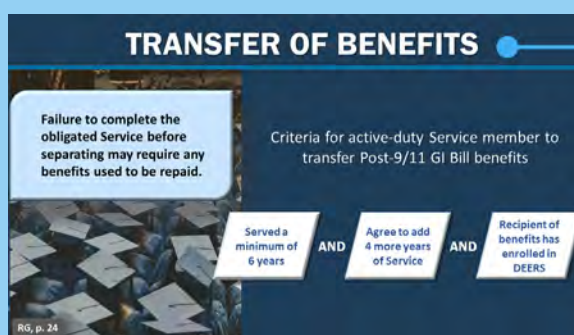 TRANSFER OF BENEFITS
Failure to complete the
obligated Service before
separating may require any
benefits used to be repaid.
Criteria for active-duty Service member to
transfer Post-9/11 GI Bill benefits
Served a
minimum of
6 years
AND
Agree to add
4 more years
of Service
AND
Recipient of
benefits has
enrolled in
DEERS
RG, p. 24